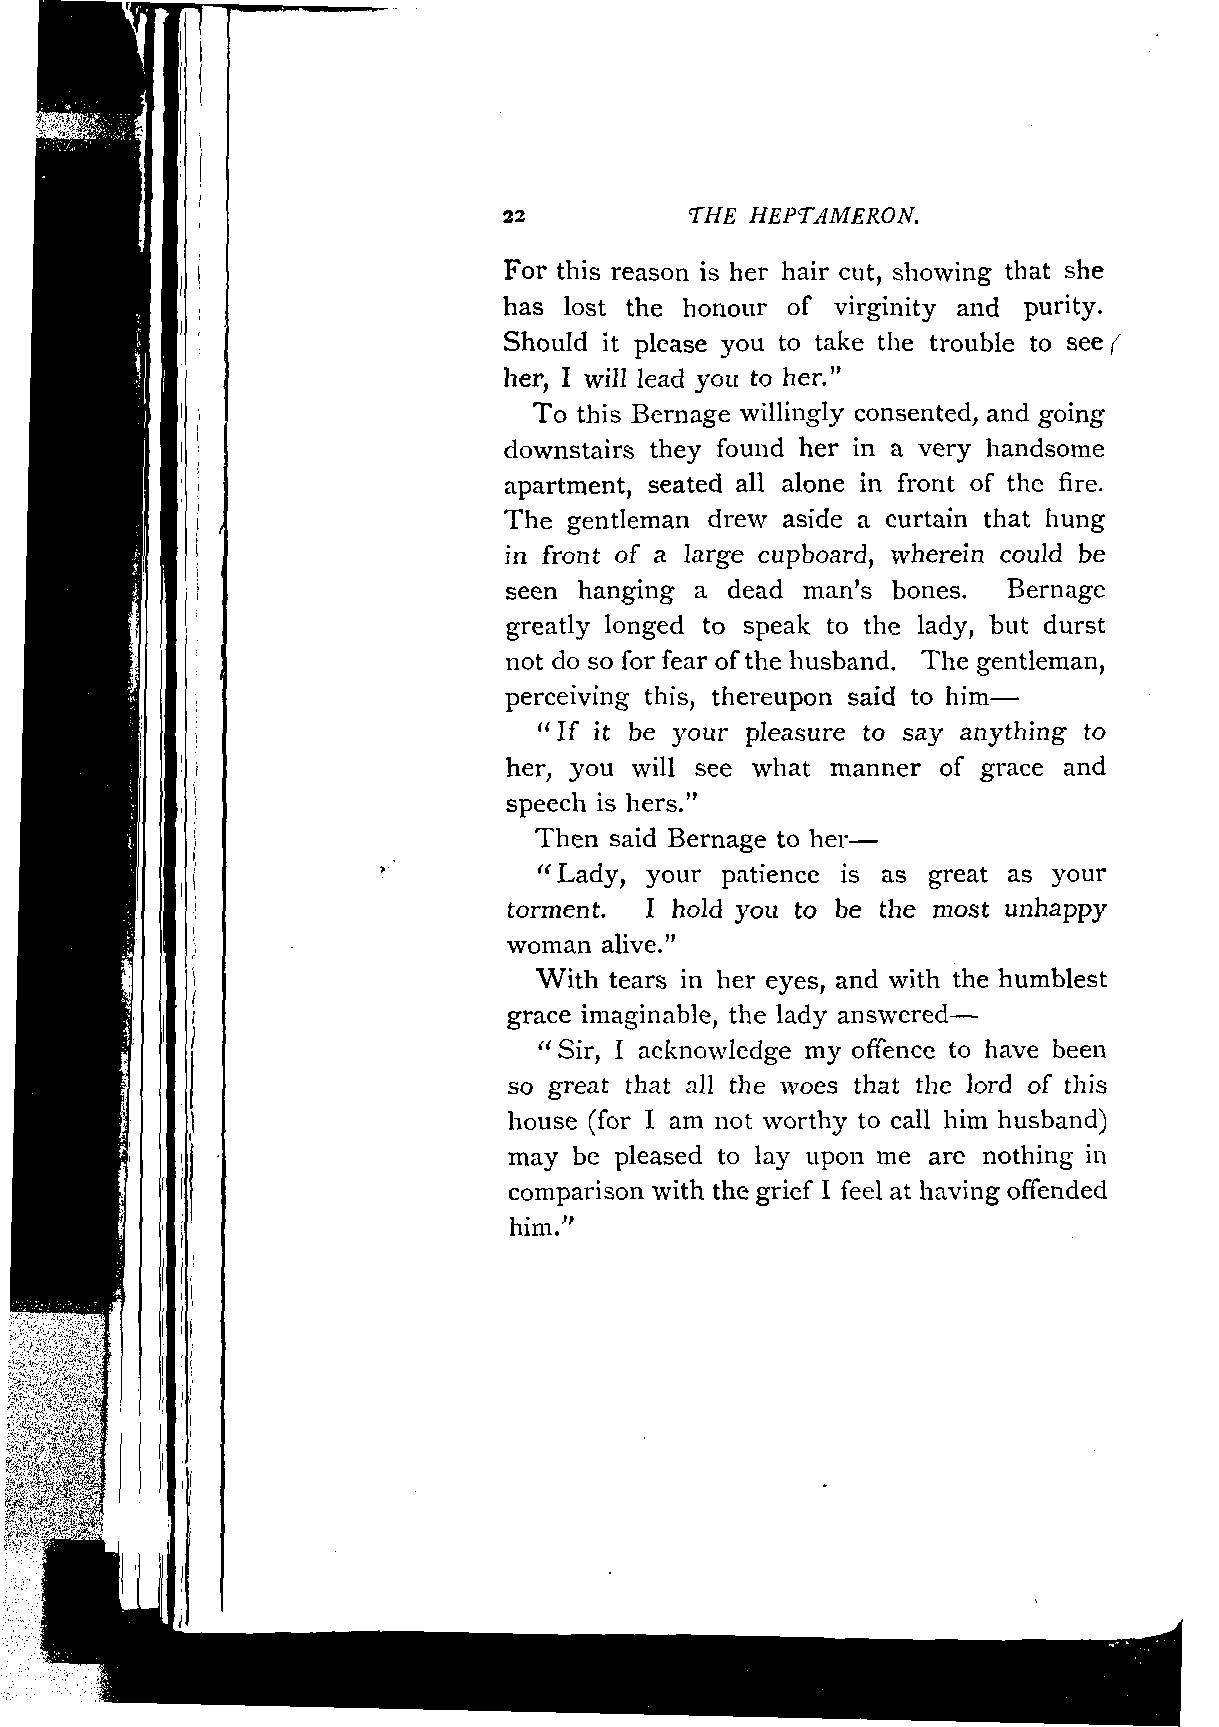 22 THE HEPTAMERON.
For this reason is her hair cut, showing that she
has lost the honour of virginity and purity.
Should it please you to take the trouble to see
her, I will lead you to her."
To this Bernage willingly consented, and going
downstairs they found her in a very handsome
apartment, seated all alone in front of the fire.
The gentleman drew aside a curtain that hung
in front of a large cupboard, wherein could be
seen hanging a dead man's bones. Bernage
greatly longed to speak to the lady, but durst
not do so for fear of the husband. The gentleman,
perceiving this, thereupon said to him—
"If it be your pleasure to say anything to
her, you will see what manner of grace and
speech is hers."
Then said Bernage to her—
"Lady, your patience is as great as your
torment. I hold you to be the most unhappy
woman alive."
With tears in her eyes, and with the humblest
grace imaginable, the lady answered—
"Sir, I acknowledge my offence to have been
so great that all the woes that the lord of this
house (for I am not worthy to call him husband)
may be pleased to lay upon me are nothing in
comparison with the grief I feel at having offended
him."